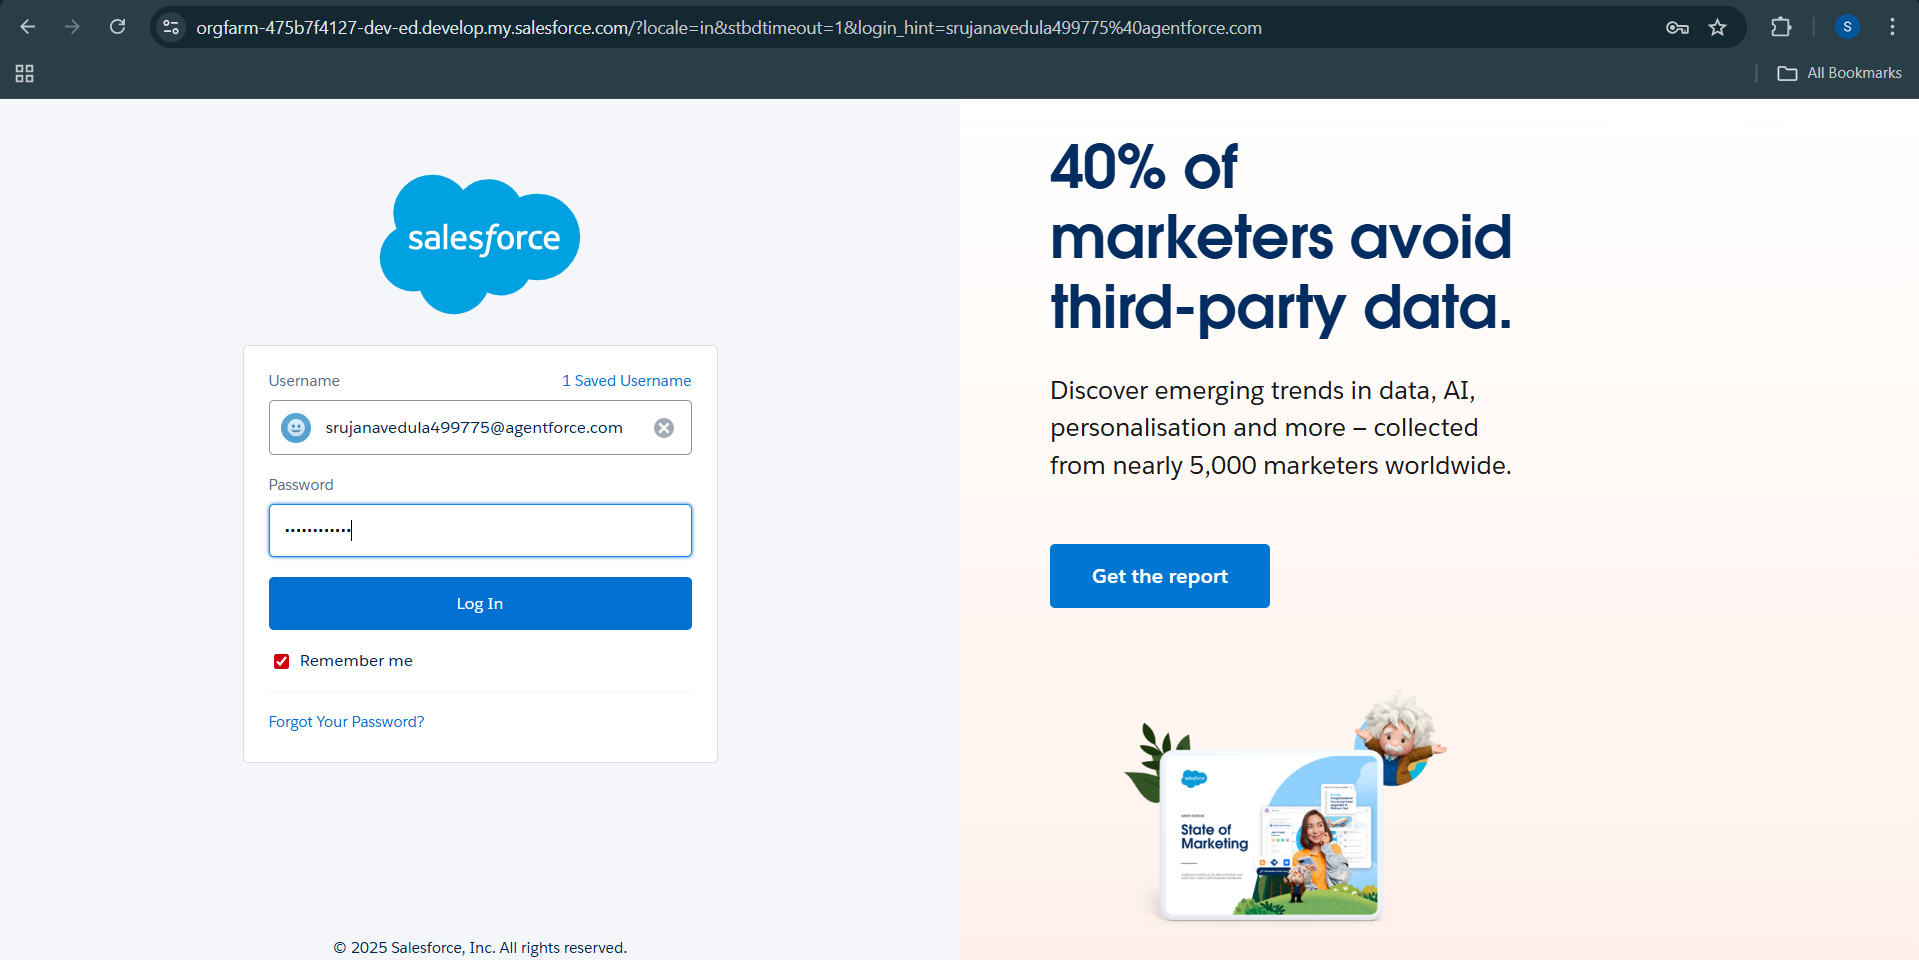 orgfarm-475b7f4127-dev-ed.develop.my.salesforce.com/?locale=in&stbdtimeout=1&login_hint=srujanavedula499775%40agentforce.com
S
All Bookmarks
salesforce
Username
1 Saved Username
srujanavedula499775@agentforce.com
Password
Log In
Remember me
Forgot Your Password?
© 2025 Salesforce, Inc. All rights reserved.
40% of
marketers avoid
third-party data.
Discover emerging trends in data, AI,
personalisation and more – collected
from nearly 5,000 marketers worldwide.
Get the report
salesforce
State of
Marketing